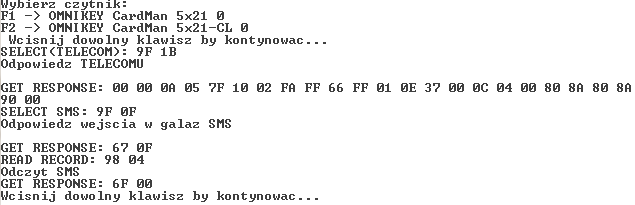 Wybierz czytnik:
F1 -> OMNIKEY CardMan 5x21 0
F2 -> OMNIKEY CardMan 5x21-CL 0
Wcisnij dowolny klawisz by kontynowac...
SELECT(TELECOM): 9F 1B
Odpowiedz TELECOMU
GET RESPONSE: 00 00 0A 05 7F 10 02 FA FF 66 FF 01 0E 37 00 0C 04 00 80 8A 80 8A
90 00
SELECT SMS: 9F 0F
Odpowiedz wejscia w galaz SMS
GET RESPONSE: 67 0F
READ RECORD: 98 04
Odczyt SMS
GET RESPONSE: 6F 00
Wcisnij dowolny klawisz by kontynowac...